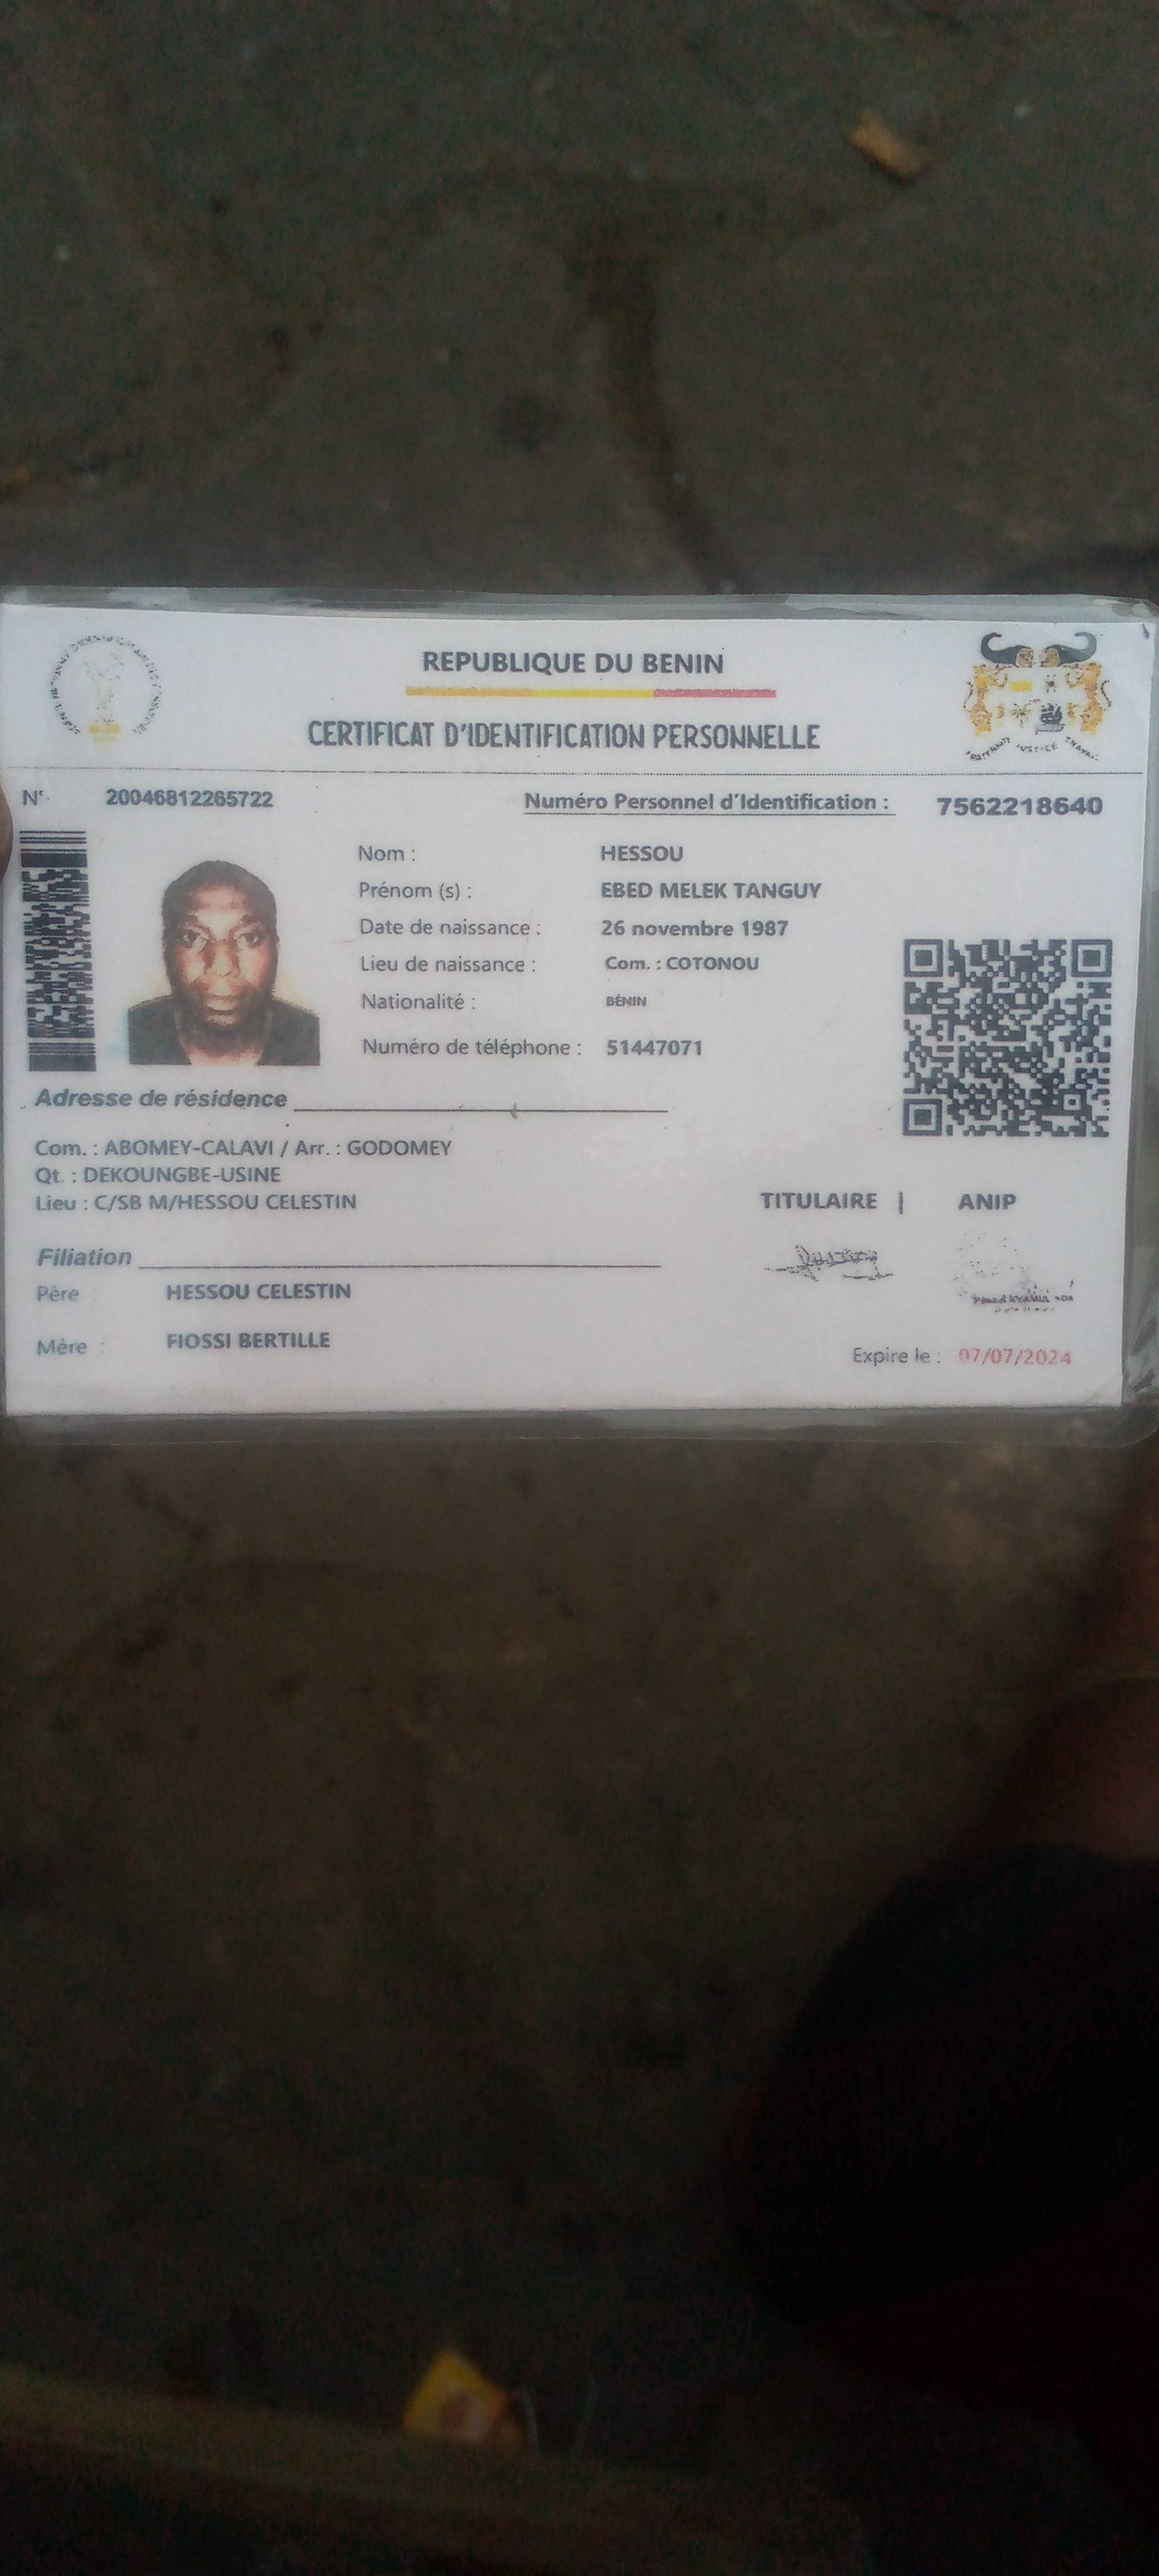 REPUBLIQUE DU BENIN
CERTIFICAT D'IDENTIFICATION PERSONNELLE
N° 20046812265722
Numéro Personnel d'Identification : 7562218640
Nom : HESSOU
Prénom (s) : EBED MELEK TANGUY
Date de naissance : 26 novembre 1987
Lieu de naissance : Com. : COTONOU
Nationalité : BÉNIN
Numéro de téléphone : 51447071
Adresse de résidence
Com. : ABOMEY-CALAVI / Arr. : GODOMEY
Qt. : DEKOUNGBE-USINE
Lieu : C/SB M/HESSOU CELESTIN
TITULAIRE | ANIP
Filiation
Père : HESSOU CELESTIN
Mère : FIOSSI BERTILLE
Expire le : 07/07/2024
FRATERNITÉ JUSTICE TRAVAIL